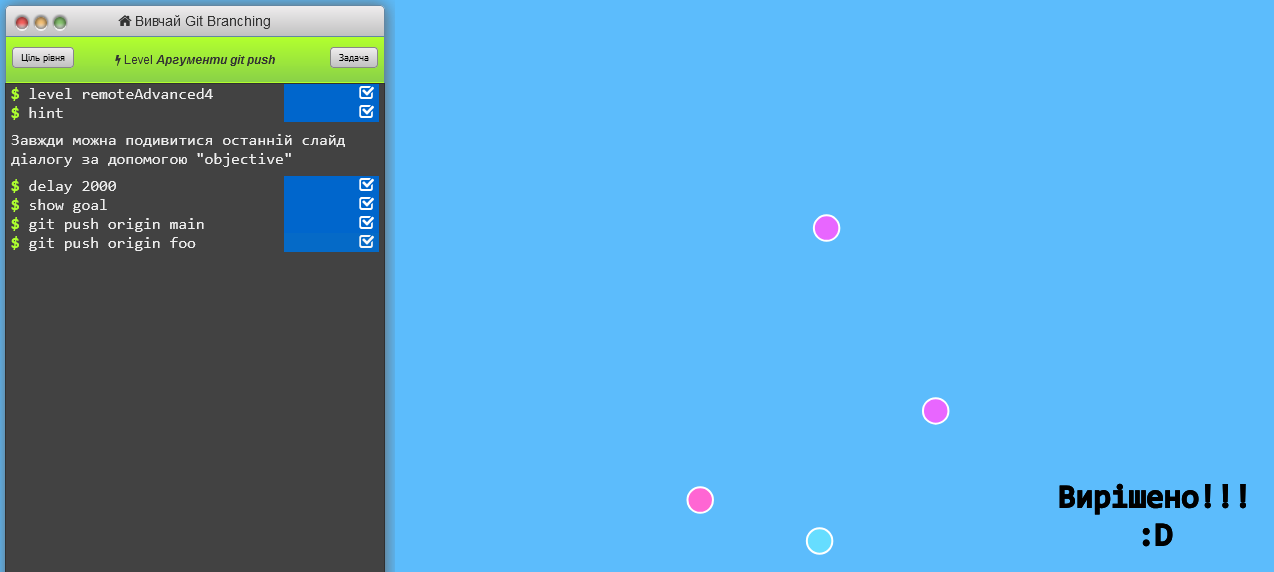 Вивчай Git Branching
Ціль рівня
Level Аргументи git push
Задача
$ level remoteAdvanced4
$ hint
Завжди можна подивитися останній слайд
діалогу за допомогою "objective"
$ delay 2000
$ show goal
$ git push origin main
$ git push origin foo
Вирішено!!!
:D